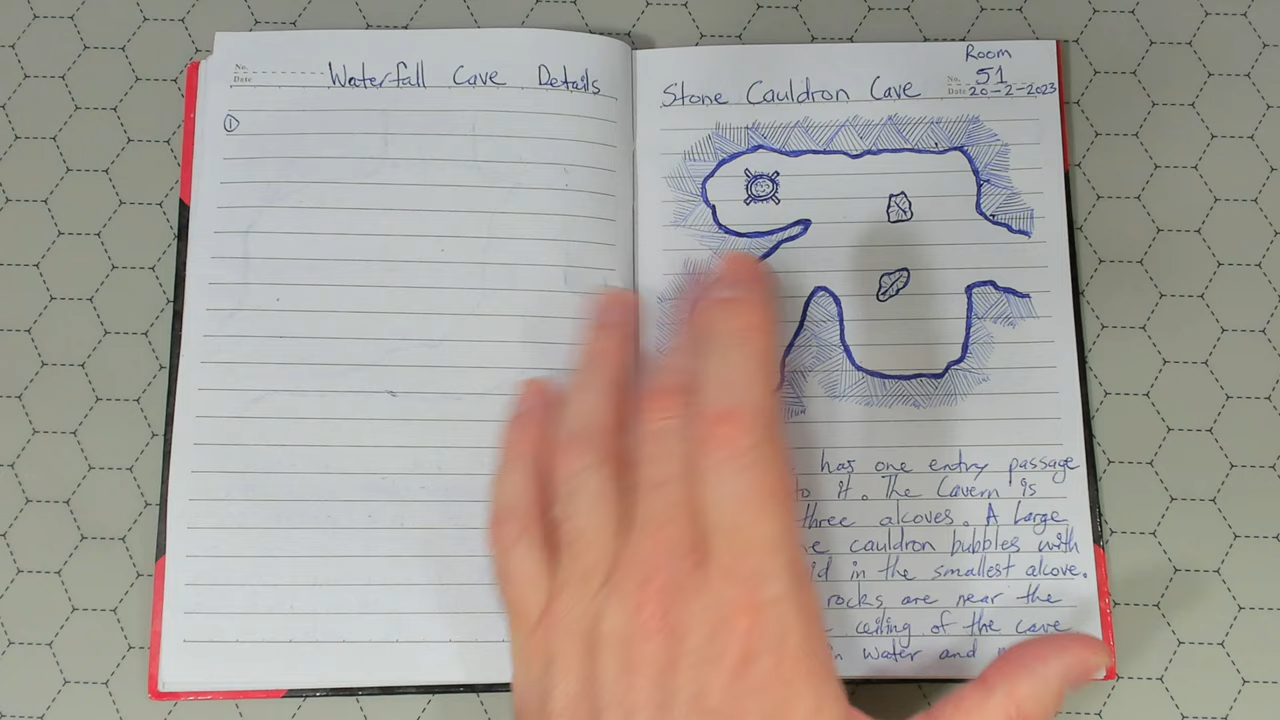 No.
Date
Waterfall Cave Details
①
Room
Stone Cauldron Cave
No. 51
Date 20-2-2023
has one entry passage
to it. The Cavern is
three alcoves. A Large
cauldron bubbles with
in the smallest alcove.
rocks are near the
ceiling of the cave
water and